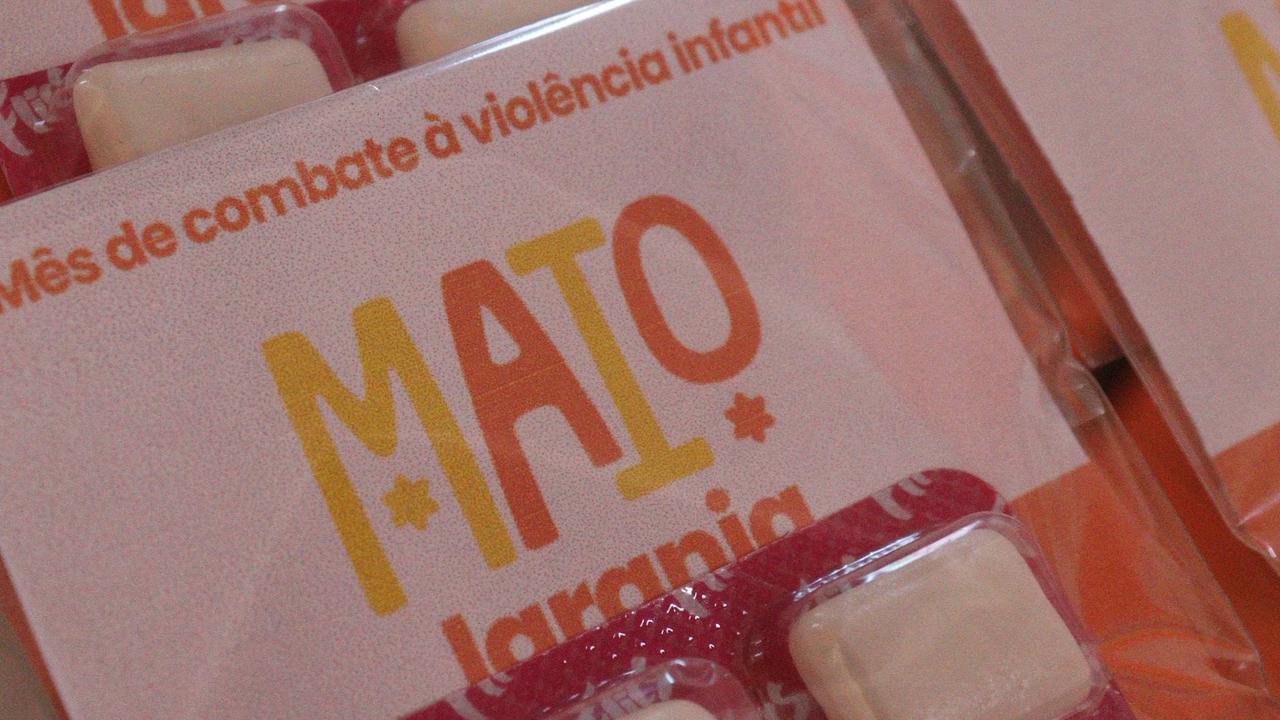 Mês de combate à violência infantil
MAIO
laranja